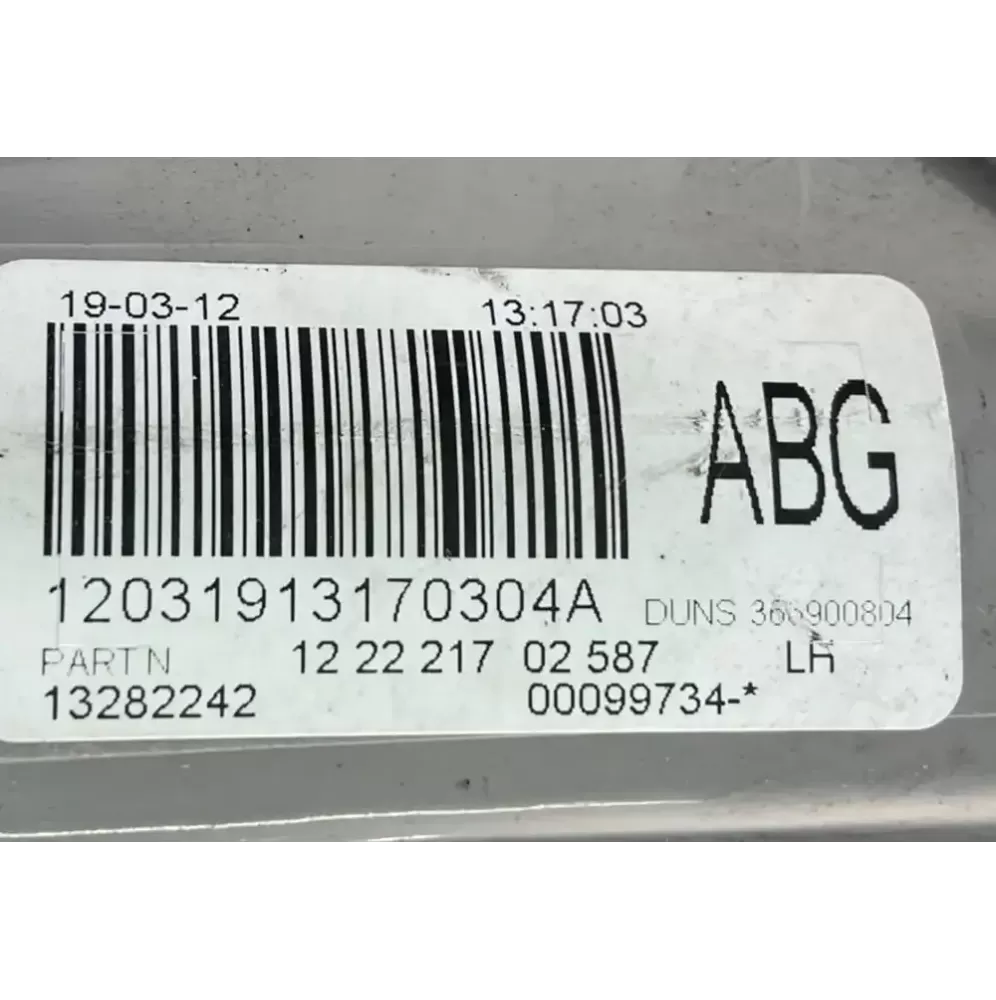 19-03-12 13:17:03
ABG
12031913170304A DUNS 366900804
PART N 12 22 217 02 587 LH
13282242 00099734-*